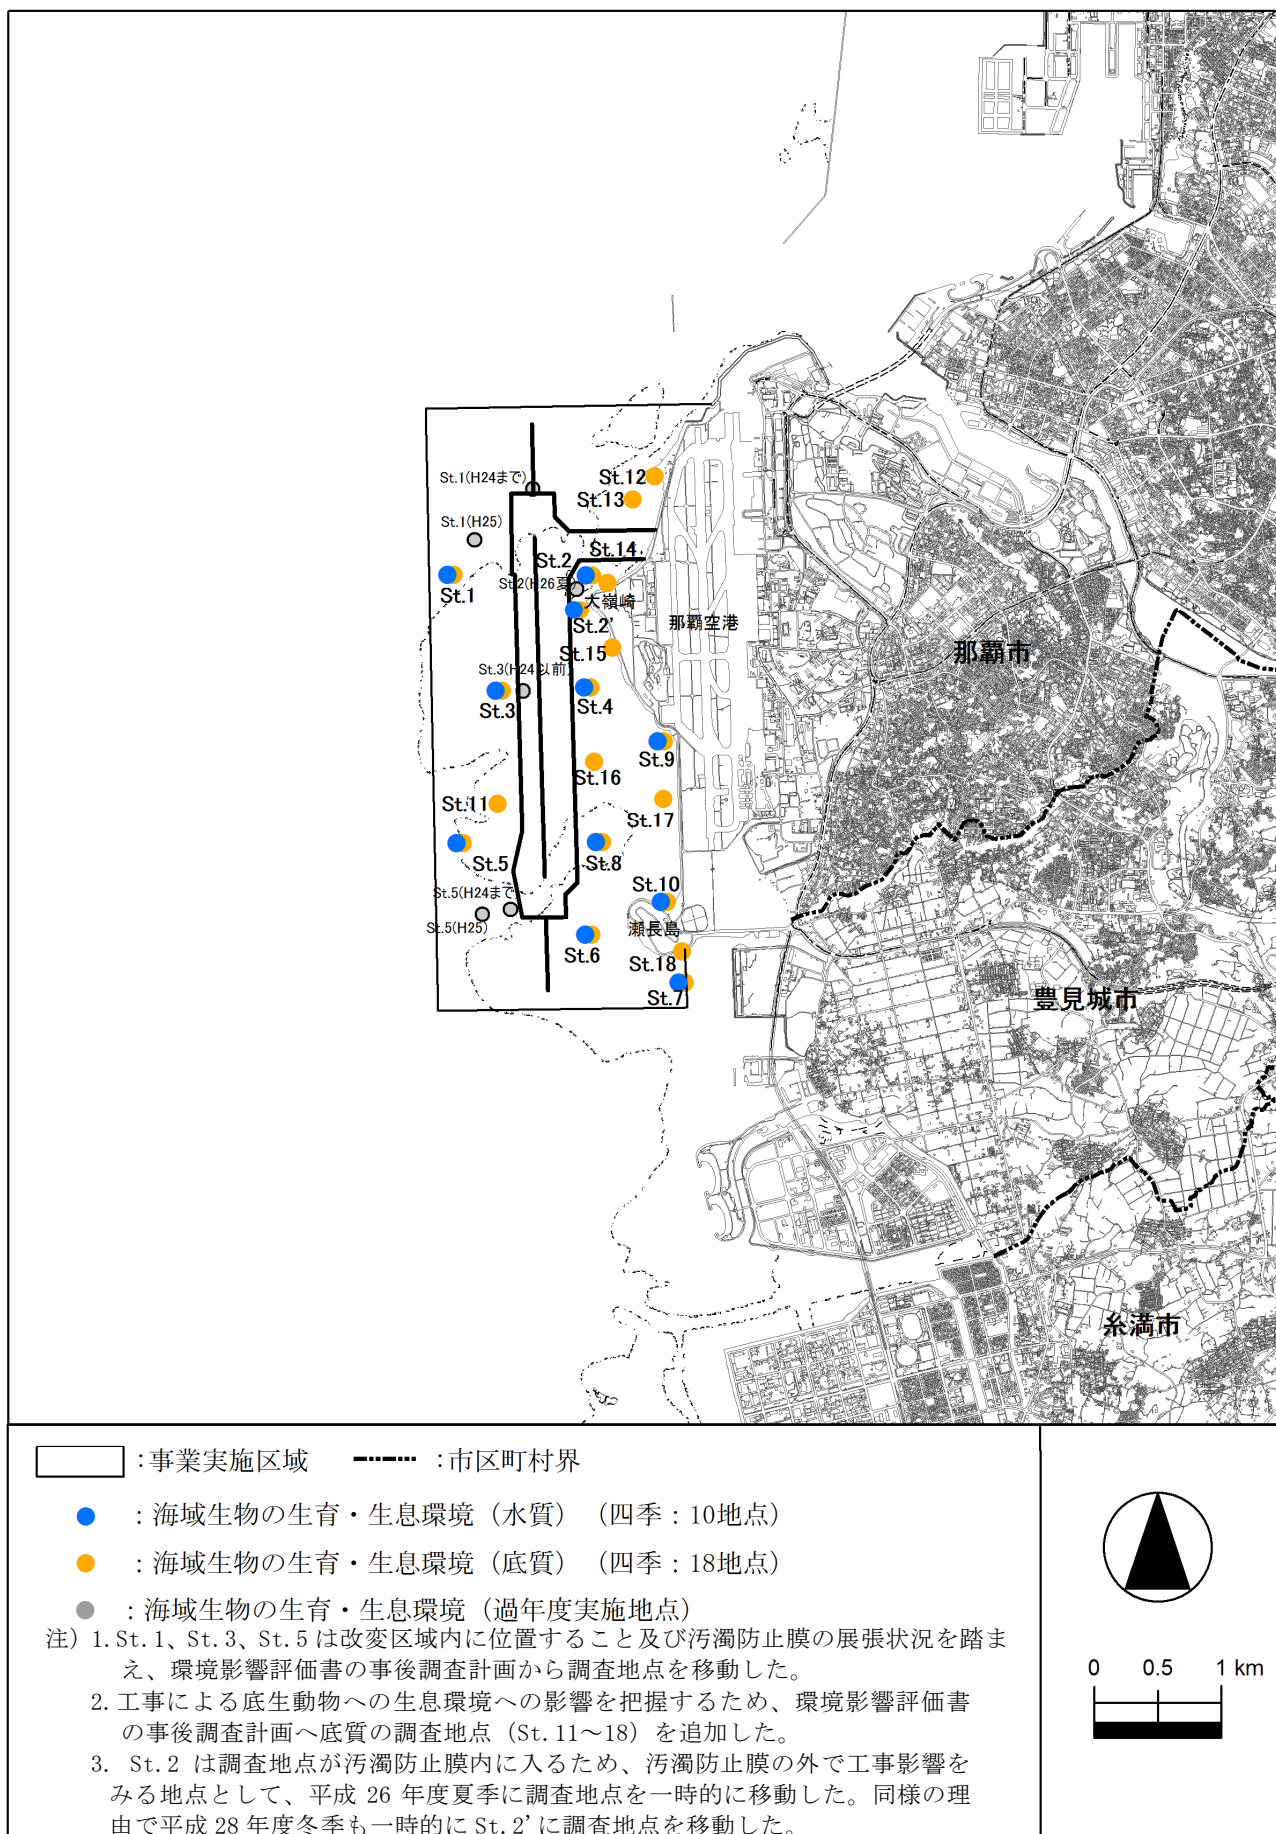 St.1(H24まで)
St.12
St.13
St.1(H25)
St.14
St.2
St.2(H26夏
大嶺崎
St.1
St.2'
那覇空港
那覇市
St.15
St.3(H24以前)
St.3
St.4
St.9
St.16
St.11
St.17
St.5
St.8
St.5(H24まで
St.10
St.5(H25)
瀬長島
St.6
St.18
St.7
豊見城市
糸満市
:事業実施区域 :市区町村界
:海域生物の生育・生息環境（水質）（四季：10地点）
:海域生物の生育・生息環境（底質）（四季：18地点）
:海域生物の生育・生息環境（過年度実施地点）
注）1.St.1、St.3、St.5は改変区域内に位置すること及び汚濁防止膜の展張状況を踏ま
え、環境影響評価書の事後調査計画から調査地点を移動した。
2.工事による底生動物への生息環境への影響を把握するため、環境影響評価書
の事後調査計画へ底質の調査地点（St.11～18）を追加した。
3. St.2 は調査地点が汚濁防止膜内に入るため、汚濁防止膜の外で工事影響を
みる地点として、平成 26 年度夏季に調査地点を一時的に移動した。同様の理
由で平成 28 年度冬季も一時的に St.2’に調査地点を移動した。
0 0.5 1 km